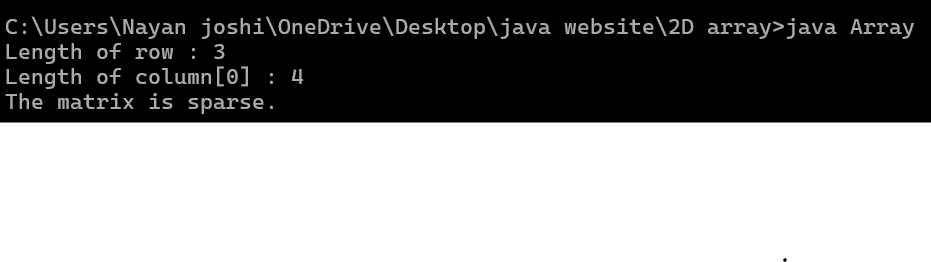 C:\Users\Nayan joshi\OneDrive\Desktop\java website\2D array>java Array
Length of row : 3
Length of column[0] : 4
The matrix is sparse.
.